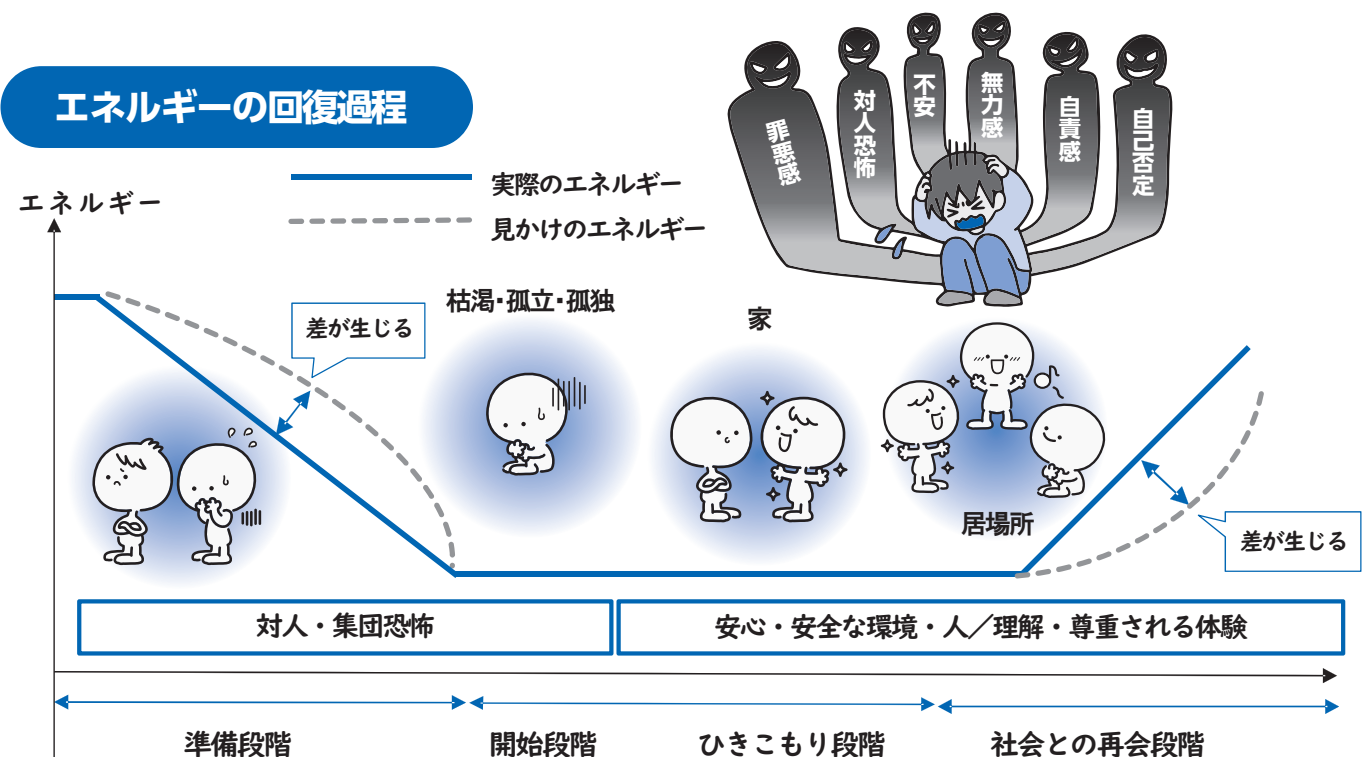 エネルギーの回復過程
実際のエネルギー
見かけのエネルギー
エネルギー
罪悪感
対人恐怖
不安
無力感
自責感
自己否定
枯渇・孤立・孤独
差が生じる
家
居場所
差が生じる
対人・集団恐怖
安心・安全な環境・人／理解・尊重される体験
準備段階
開始段階
ひきこもり段階
社会との再会段階